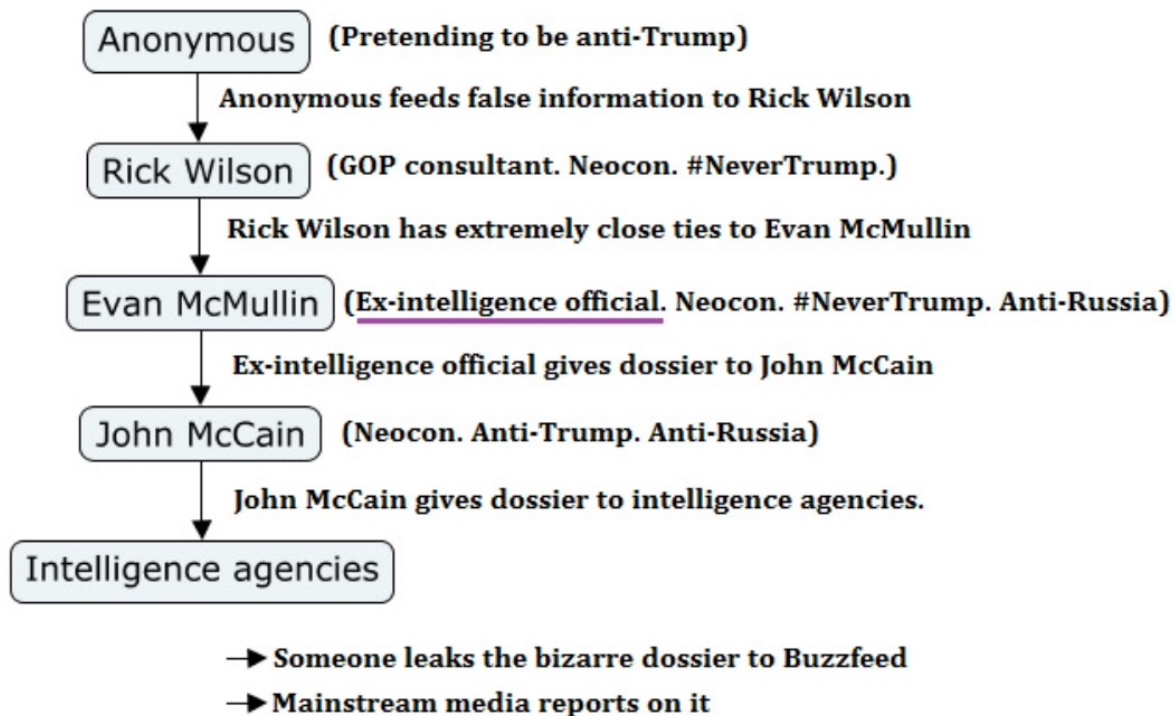 Anonymous (Pretending to be anti-Trump)
Anonymous feeds false information to Rick Wilson
Rick Wilson (GOP consultant. Neocon. #NeverTrump.)
Rick Wilson has extremely close ties to Evan McMullin
Evan McMullin (Ex-intelligence official. Neocon. #NeverTrump. Anti-Russia)
Ex-intelligence official gives dossier to John McCain
John McCain (Neocon. Anti-Trump. Anti-Russia)
John McCain gives dossier to intelligence agencies.
Intelligence agencies
Someone leaks the bizarre dossier to Buzzfeed
Mainstream media reports on it